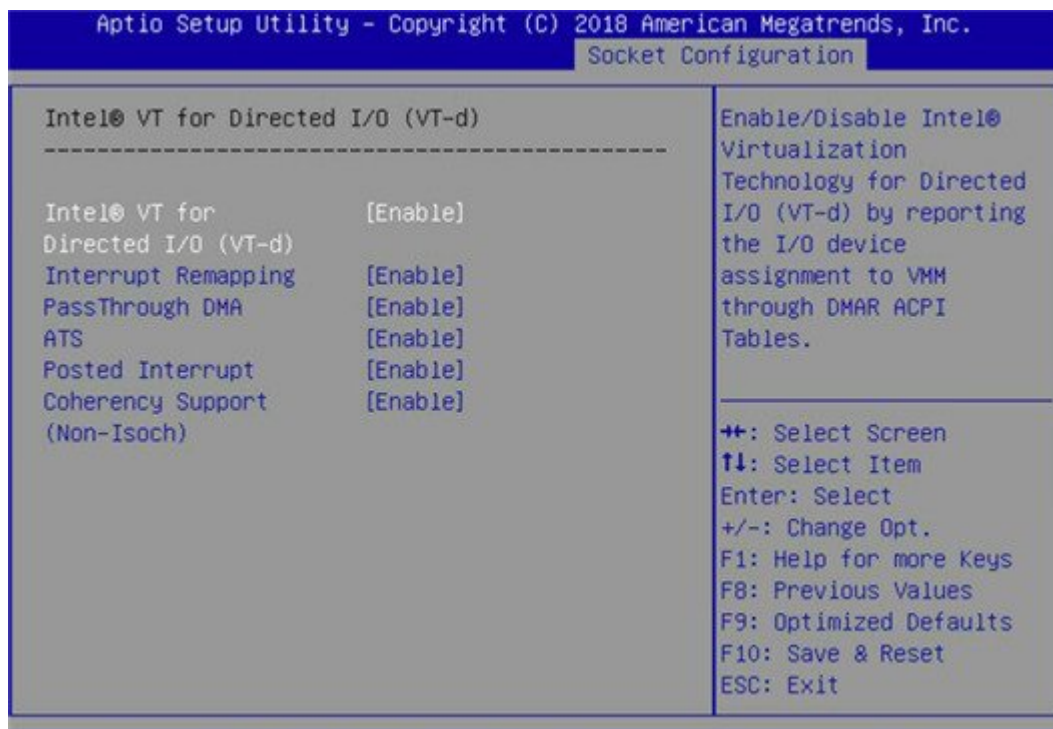 Aptio Setup Utility – Copyright (C) 2018 American Megatrends, Inc.
Socket Configuration
Intel® VT for Directed I/O (VT-d)
------------------------------------------------
Intel® VT for [Enable]
Directed I/O (VT-d)
Interrupt Remapping [Enable]
PassThrough DMA [Enable]
ATS [Enable]
Posted Interrupt [Enable]
Coherency Support [Enable]
(Non-Isoch)
Enable/Disable Intel®
Virtualization
Technology for Directed
I/O (VT-d) by reporting
the I/O device
assignment to VMM
through DMAR ACPI
Tables.
→←: Select Screen
↑↓: Select Item
Enter: Select
+/-: Change Opt.
F1: Help for more Keys
F8: Previous Values
F9: Optimized Defaults
F10: Save & Reset
ESC: Exit